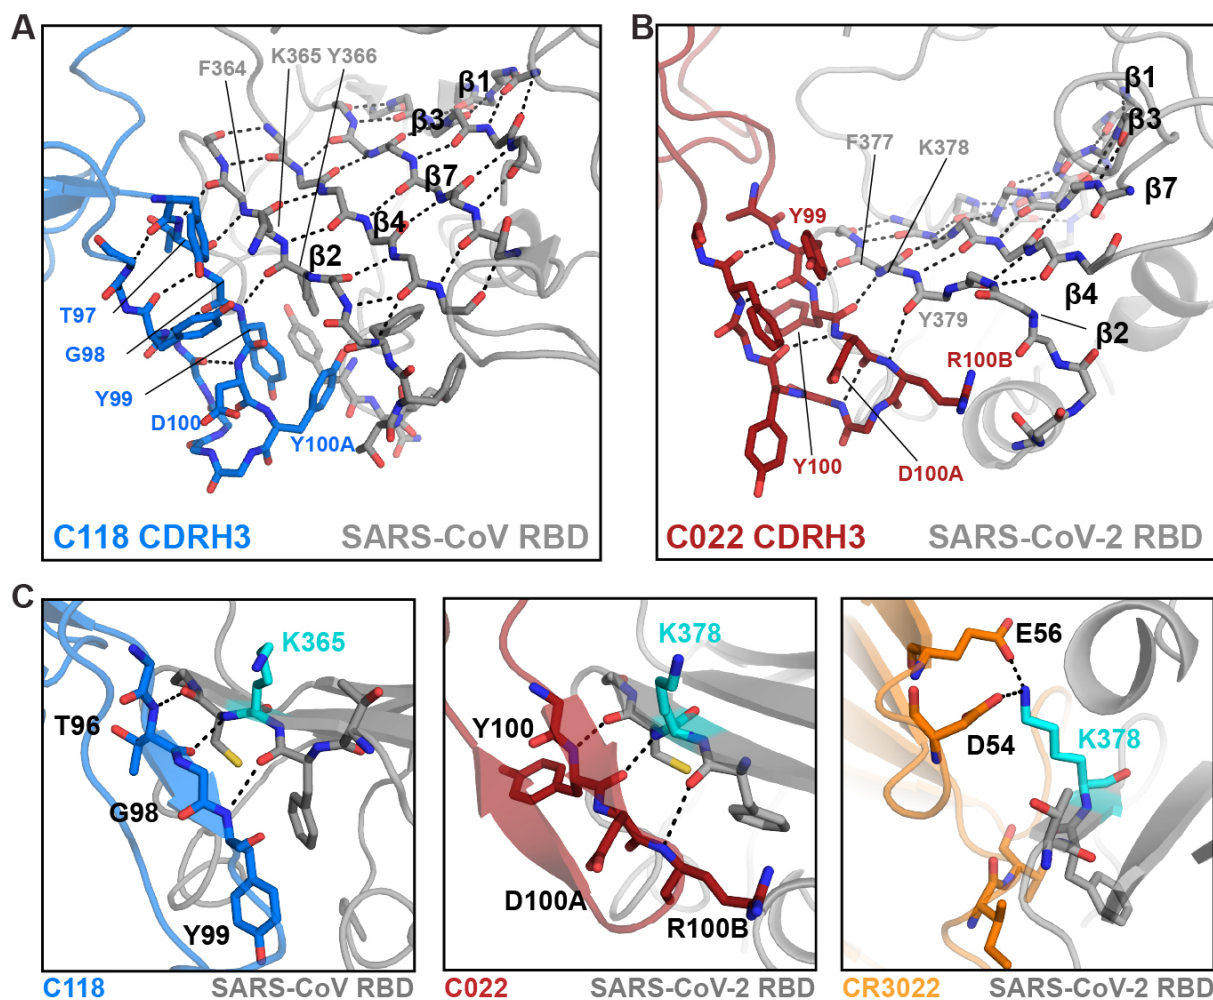 A
F364
K365
Y366
β1
β3
β7
β4
β2
T97
G98
Y99
D100
Y100A
C118 CDRH3
SARS-CoV RBD
B
β1
β3
F377
K378
β7
Y99
β4
Y379
β2
R100B
Y100
D100A
C022 CDRH3
SARS-CoV-2 RBD
C
K365
T96
G98
Y99
C118
SARS-CoV RBD
K378
Y100
D100A
R100B
C022
SARS-CoV-2 RBD
E56
D54
K378
CR3022
SARS-CoV-2 RBD